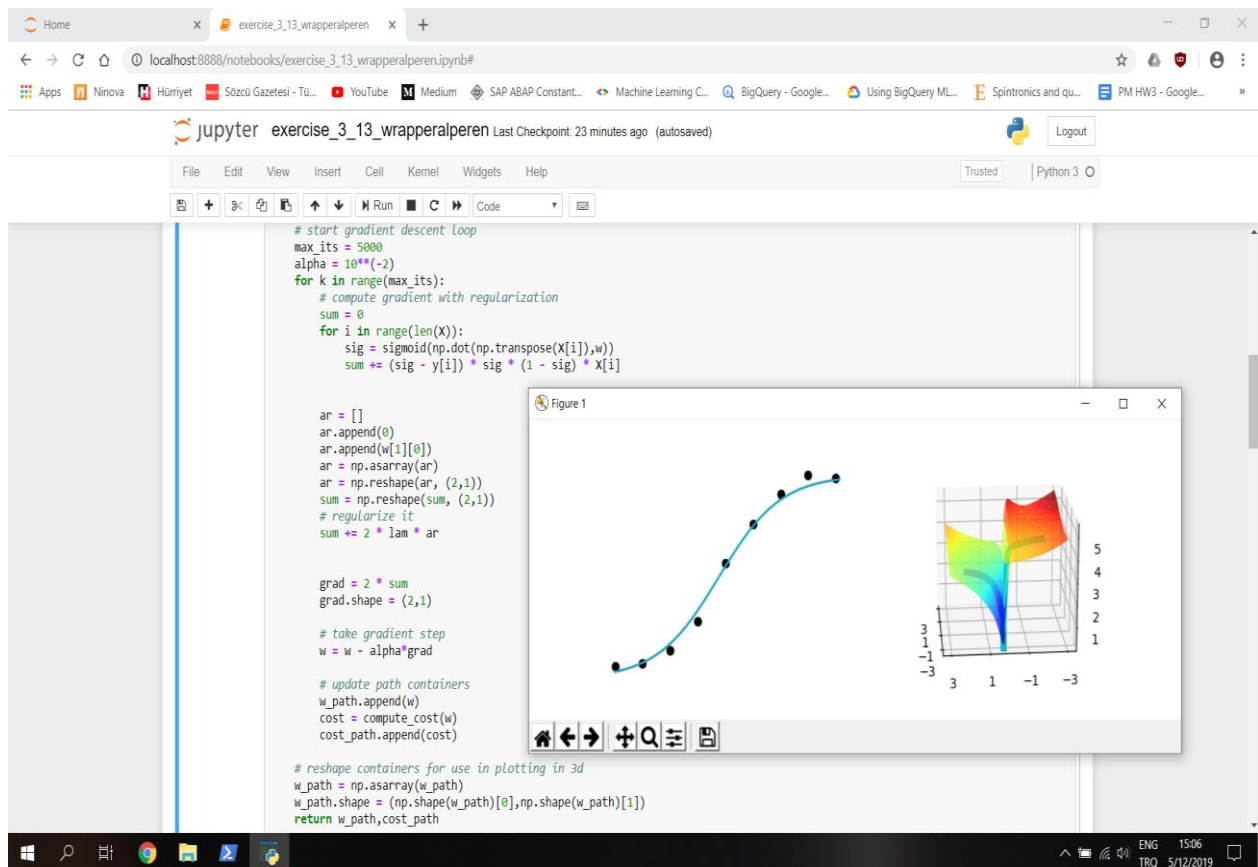 Home
exercise_3_13_wrapperalperen
localhost:8888/notebooks/exercise_3_13_wrapperalperen.ipynb#
Apps Ninova Hürriyet Sözcü Gazetesi - Tü... YouTube Medium SAP ABAP Constant... Machine Learning C... BigQuery - Google... Using BigQuery ML... Spintronics and qu... PM HW3 - Google... »
jupyter exercise_3_13_wrapperalperen Last Checkpoint: 23 minutes ago (autosaved) Logout
File Edit View Insert Cell Kernel Widgets Help Trusted Python 3
Run Code
# start gradient descent loop
max_its = 5000
alpha = 10**(-2)
for k in range(max_its):
# compute gradient with regularization
sum = 0
for i in range(len(X)):
sig = sigmoid(np.dot(np.transpose(X[i]),w))
sum += (sig - y[i]) * sig * (1 - sig) * X[i]
ar = []
ar.append(0)
ar.append(w[1][0])
ar = np.asarray(ar)
ar = np.reshape(ar, (2,1))
sum = np.reshape(sum, (2,1))
# regularize it
sum += 2 * lam * ar
grad = 2 * sum
grad.shape = (2,1)
# take gradient step
w = w - alpha*grad
# update path containers
w_path.append(w)
cost = compute_cost(w)
cost_path.append(cost)
# reshape containers for use in plotting in 3d
w_path = np.asarray(w_path)
w_path.shape = (np.shape(w_path)[0],np.shape(w_path)[1])
return w_path,cost_path
Figure 1
5
4
3
2
1
3
1
-1
-3
3 1 -1 -3
ENG 15:06
TRQ 5/12/2019